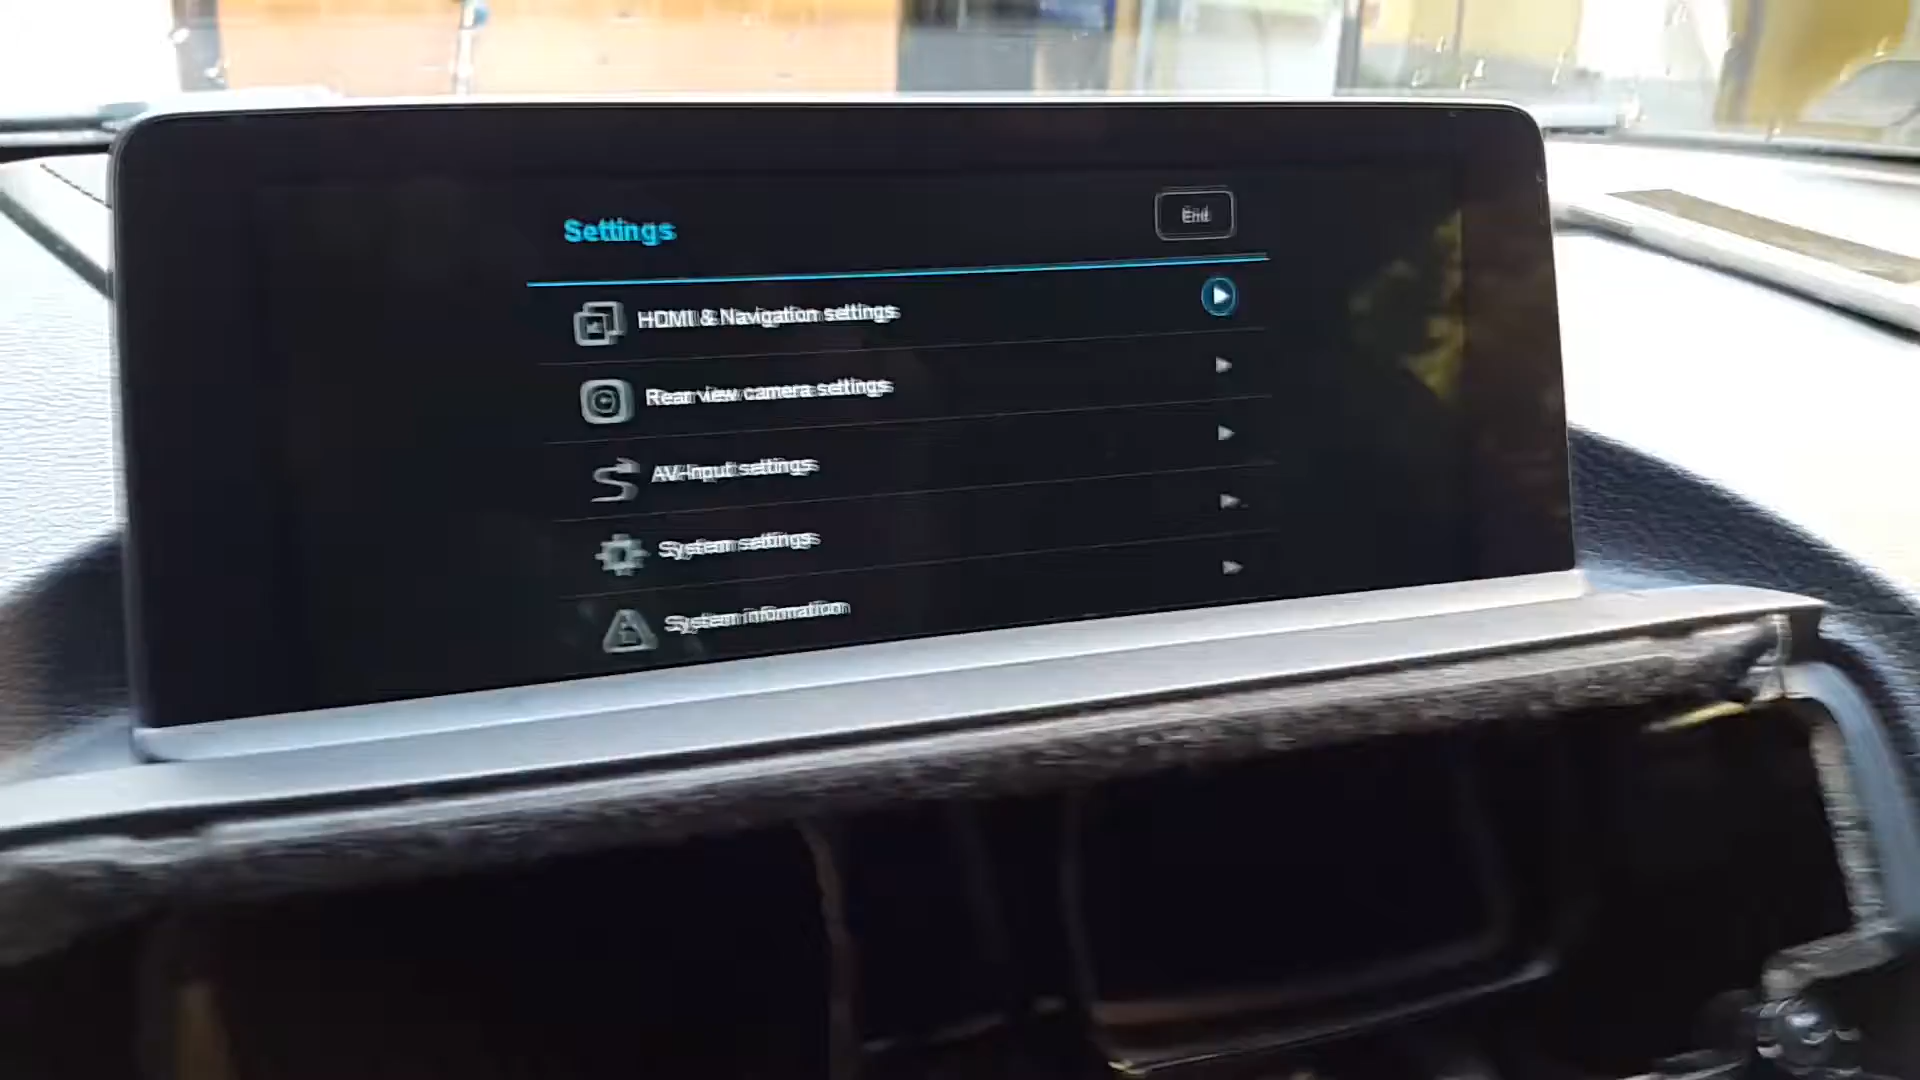 Settings
End
HDMI & Navigation settings
Rear view camera settings
AV-Input settings
System settings
System information